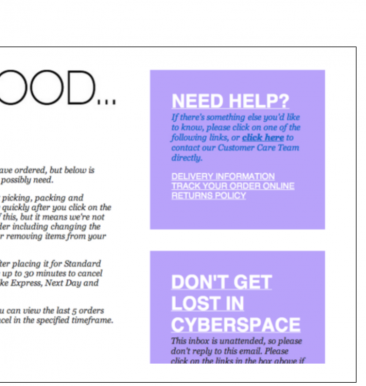 OOD...
ave ordered, but below is
possibly need.
picking, packing and
quickly after you click on the
f this, but it means we're not
der including changing the
r removing items from your
ter placing it for Standard
up to 30 minutes to cancel
ke Express, Next Day and
u can view the last 5 orders
cel in the specified timeframe.
NEED HELP?
If there's something else you'd like
to know, please click on one of the
following links, or click here to
contact our Customer Care Team
directly.
DELIVERY INFORMATION
TRACK YOUR ORDER ONLINE
RETURNS POLICY
DON'T GET
LOST IN
CYBERSPACE
This inbox is unattended, so please
don't reply to this email. Please
click on the links in the box above if